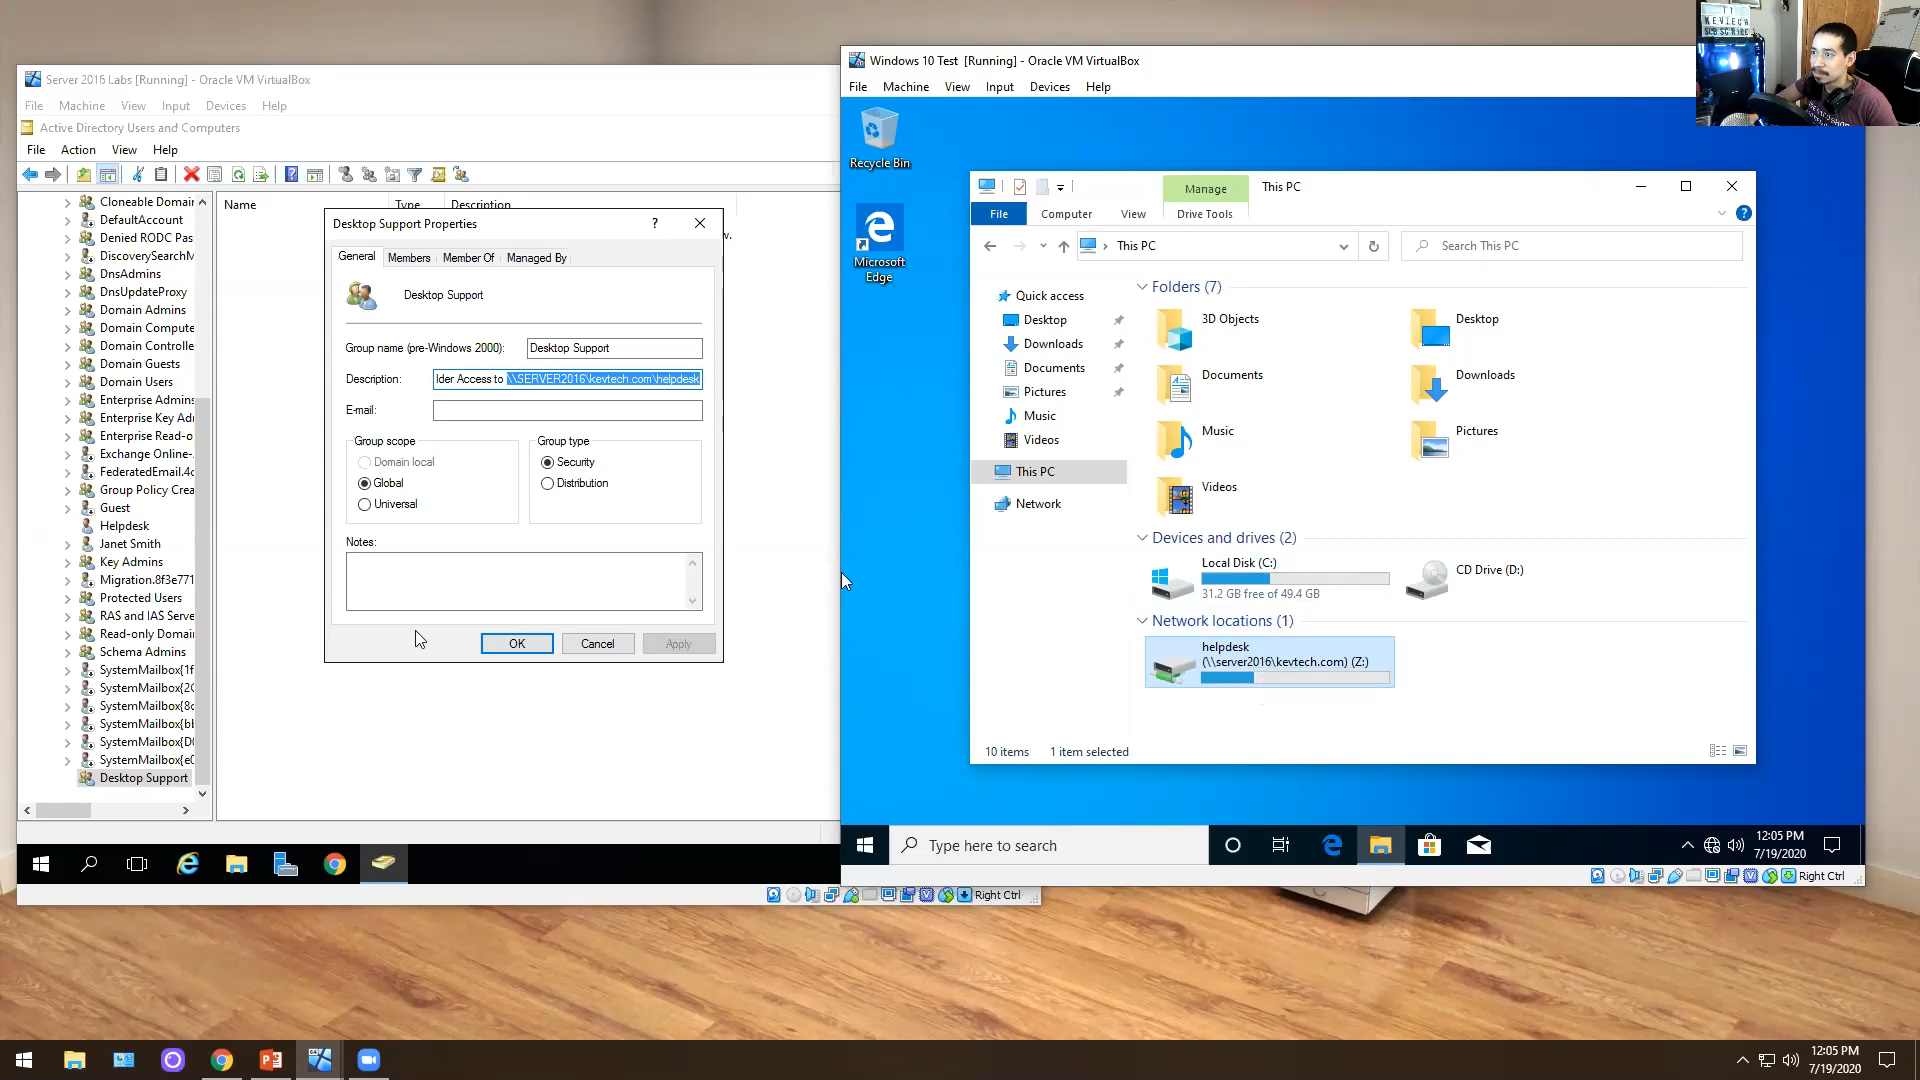 Server 2016 Labs [Running] - Oracle VM VirtualBox
File Machine View Input Devices Help
Active Directory Users and Computers
File Action View Help
Cloneable Domain
DefaultAccount
Denied RODC Pas
DiscoverySearchM
DnsAdmins
DnsUpdateProxy
Domain Admins
Domain Compute
Domain Controlle
Domain Guests
Domain Users
Enterprise Admins
Enterprise Key Adr
Enterprise Read-o
Exchange Online-
FederatedEmail.4c
Group Policy Crea
Guest
Helpdesk
Janet Smith
Key Admins
Migration.8f3e771
Protected Users
RAS and IAS Serve
Read-only Domai
Schema Admins
SystemMailbox{1f
SystemMailbox{2C
SystemMailbox{8c
SystemMailbox{bb
SystemMailbox{D0
SystemMailbox{e0
Desktop Support
Name Type Description
w.
Desktop Support Properties
?
General Members Member Of Managed By
Desktop Support
Group name (pre-Windows 2000): Desktop Support
Description: lder Access to \\SERVER2016\kevtech.com\helpdesk
E-mail:
Group scope
Domain local
Global
Universal
Group type
Security
Distribution
Notes:
OK Cancel Apply
Right Ctrl
Windows 10 Test [Running] - Oracle VM VirtualBox
File Machine View Input Devices Help
Recycle Bin
Microsoft
Edge
Manage This PC
File Computer View Drive Tools
This PC
Search This PC
Quick access
Desktop
Downloads
Documents
Pictures
Music
Videos
This PC
Network
Folders (7)
3D Objects Desktop
Documents Downloads
Music Pictures
Videos
Devices and drives (2)
Local Disk (C:)
31.2 GB free of 49.4 GB
CD Drive (D:)
Network locations (1)
helpdesk
(\\server2016\kevtech.com) (Z:)
10 items 1 item selected
Type here to search
12:05 PM
7/19/2020
Right Ctrl
KEVTECH
12:05 PM
7/19/2020